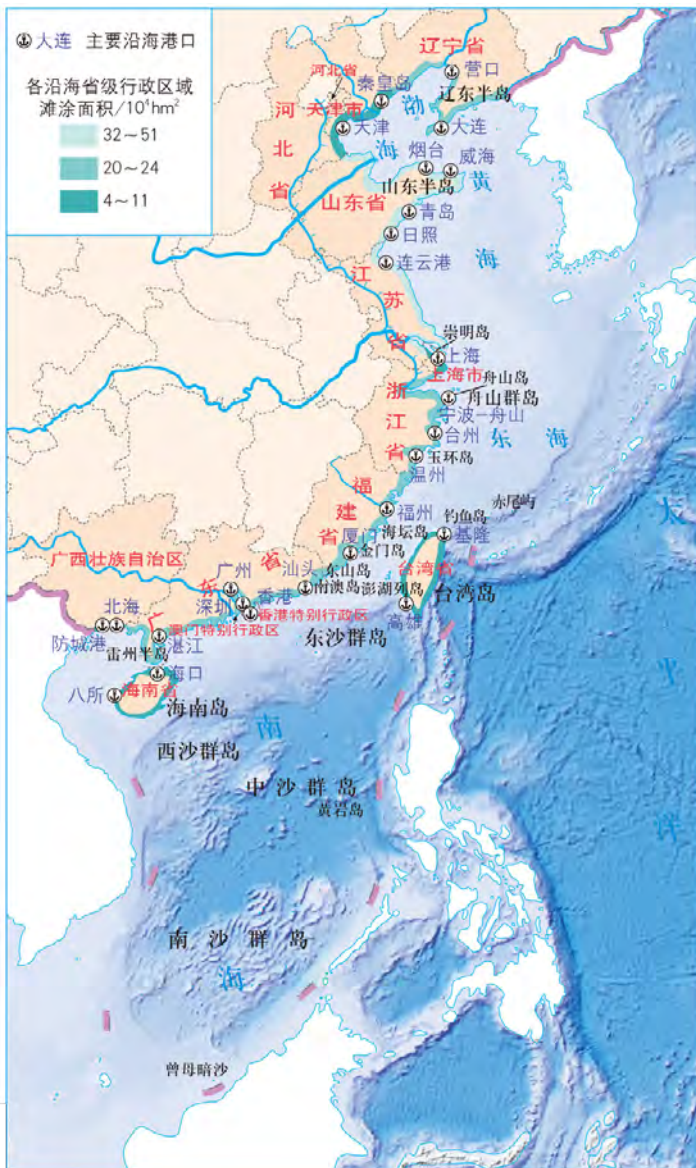 大连 主要沿海港口
各沿海省级行政区域
滩涂面积/10⁴hm²
32～51
20～24
4～11
辽宁省
营口
河北省
秦皇岛
渤
辽东半岛
河
天津市
天津
大连
北
海
烟台
威海
省
山东半岛
黄
山东省
青岛
日照
海
连云港
江
苏
省
崇明岛
上海
上海市
舟山岛
浙
舟山群岛
宁波—舟山
江
台州
东
海
省
玉环岛
温州
福
赤尾屿
太
建
福州
钓鱼岛
省
厦门
海坛岛
基隆
金门岛
广西壮族自治区
广州
东
省
汕头
东山岛
台湾省
南澳岛
澎湖列岛
台湾岛
北海
深圳
香港
香港特别行政区
高雄
广
澳门特别行政区
东沙群岛
防城港
湛江
雷州半岛
平
海口
八所
海南省
海南岛
南
西沙群岛
中沙群岛
黄岩岛
洋
南沙群岛
海
曾母暗沙